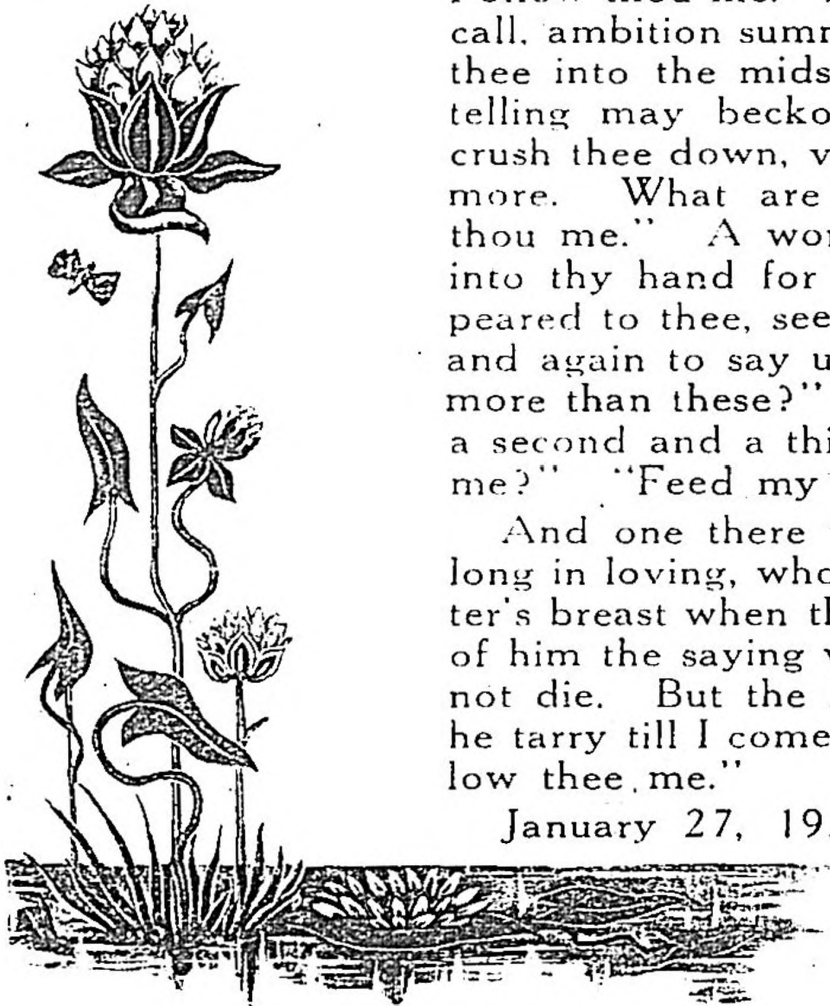 call, ambition summ
thee into the mids
telling may becko
crush thee down, v
more. What are
thou me." A wor
into thy hand for
peared to thee, see
and again to say u
more than these?"
a second and a thi
me?" "Feed my
And one there
long in loving, who
ter's breast when th
of him the saying v
not die. But the
he tarry till I come
low thee me."
January 27, 19